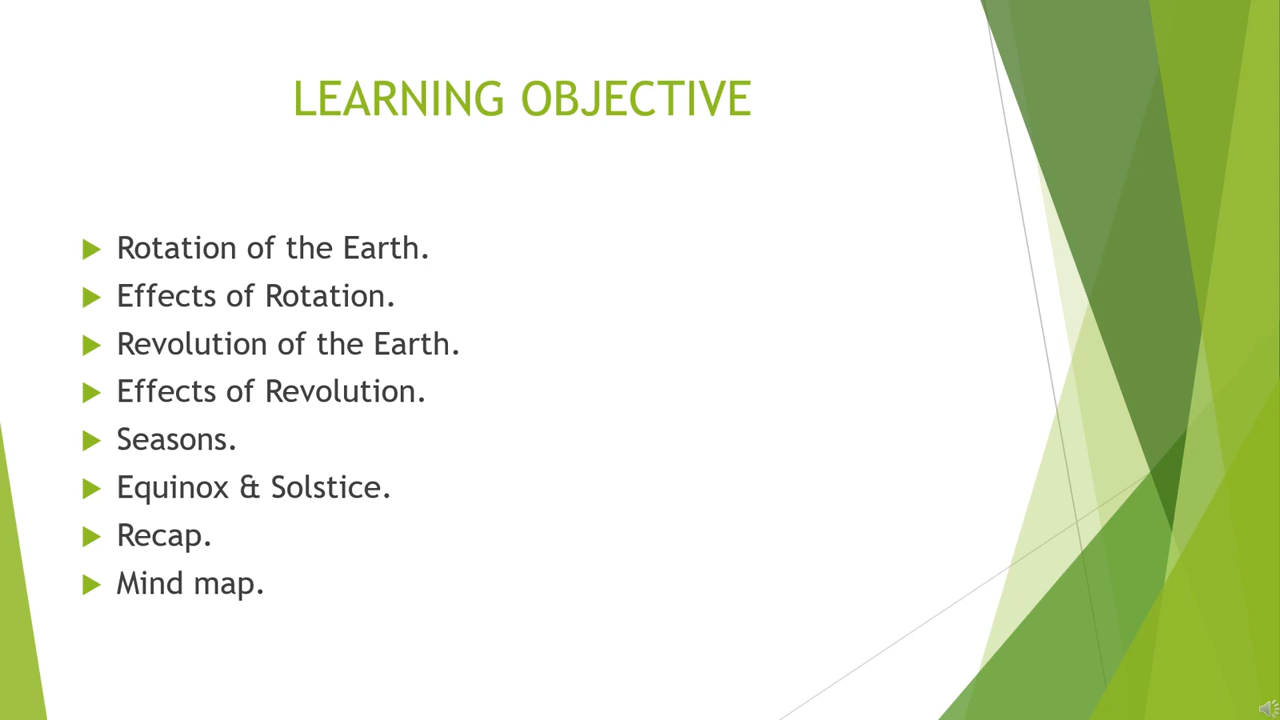 LEARNING OBJECTIVE
Rotation of the Earth.
Effects of Rotation.
Revolution of the Earth.
Effects of Revolution.
Seasons.
Equinox & Solstice.
Recap.
Mind map.